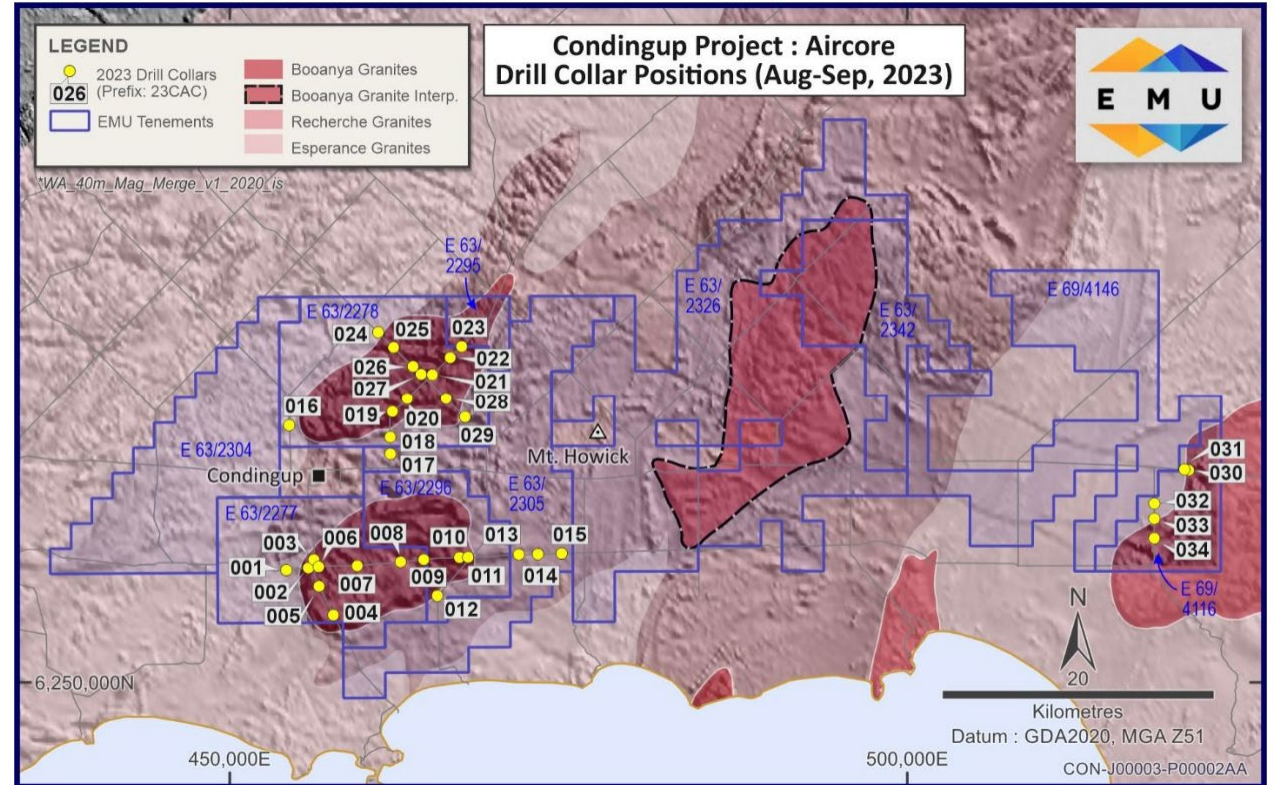 LEGEND
2023 Drill Collars
026 (Prefix: 23CAC)
EMU Tenements
Booanya Granites
Booanya Granite Interp.
Recherche Granites
Esperance Granites
*WA_40m_Mag_Merge_v1_2020_is
Condingup Project : Aircore
Drill Collar Positions (Aug-Sep, 2023)
E M U
E 63/
2295
E 63/2278
E 63/
2326
E 63/
2342
E 69/4146
024
025
023
026
022
027
021
016
019
020
028
029
018
017
E 63/2304
Condingup
Mt. Howick
E 63/2296
E 63/
2305
E 63/2277
031
030
032
033
034
E 69/
4116
003
006
008
010
013
015
001
002
007
009
011
014
005
004
012
6,250,000N
450,000E
500,000E
N
20
Kilometres
Datum : GDA2020, MGA Z51
CON-J00003-P00002AA